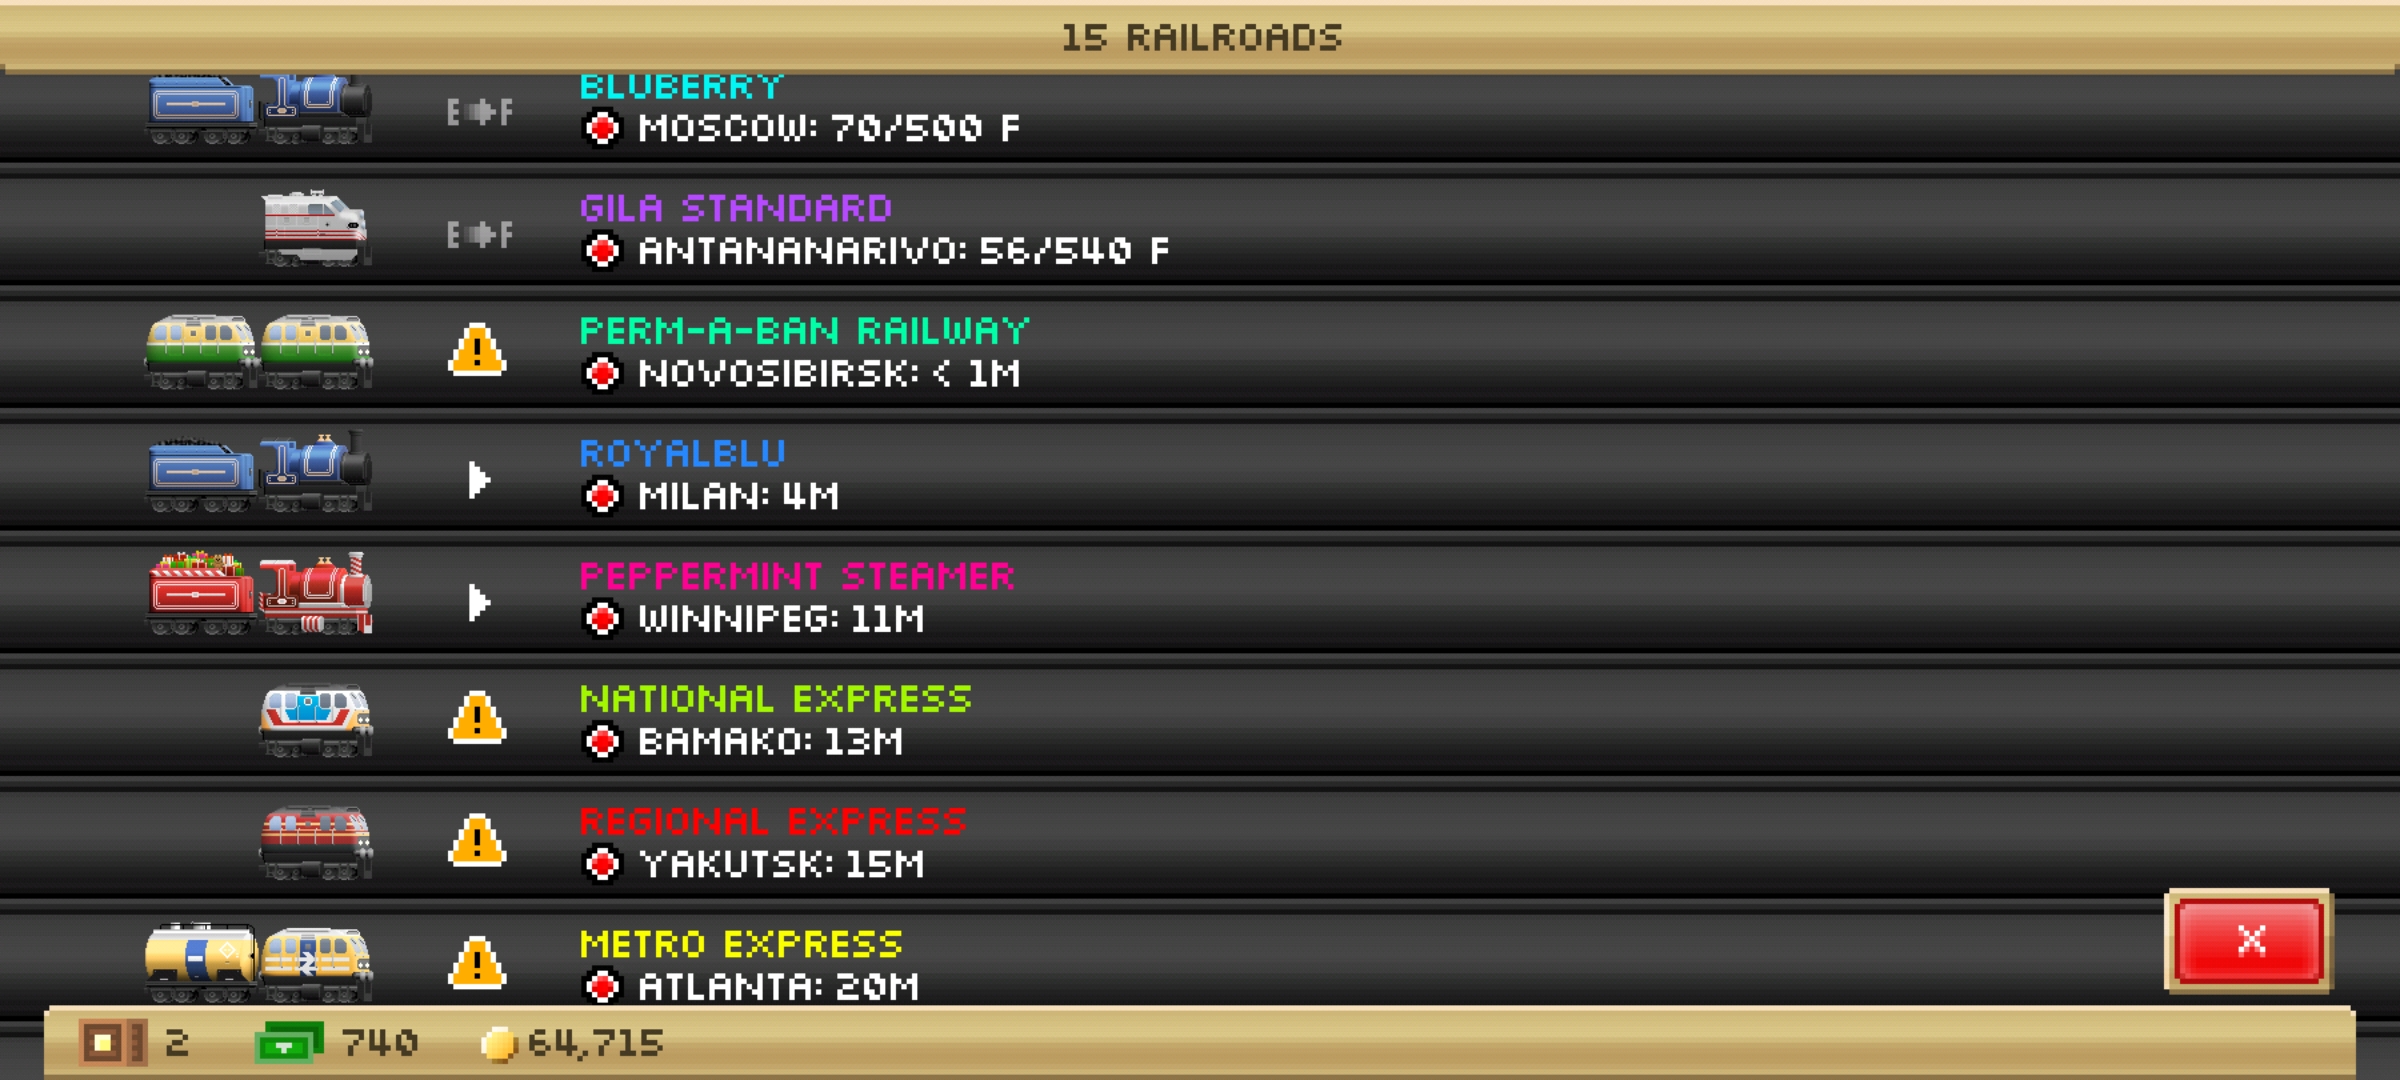 15 RAILROADS
BLUBERRY
E F
MOSCOW: 70/500 F
GILA STANDARD
E F
ANTANANARIVO: 56/540 F
PERM-A-BAN RAILWAY
NOVOSIBIRSK: < 1M
ROYALBLU
MILAN: 4M
PEPPERMINT STEAMER
WINNIPEG: 11M
NATIONAL EXPRESS
BAMAKO: 13M
REGIONAL EXPRESS
YAKUTSK: 15M
METRO EXPRESS
ATLANTA: 20M
2 740 64,715